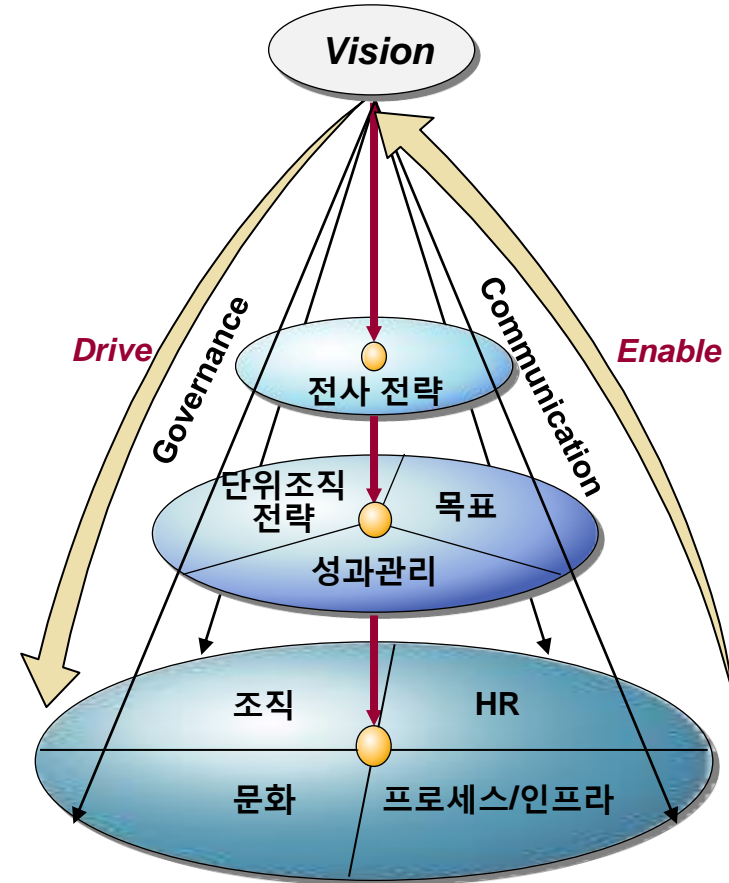 Vision
Drive
Governance
Communication
Enable
전사 전략
단위조직
전략
목표
성과관리
조직
HR
문화
프로세스/인프라